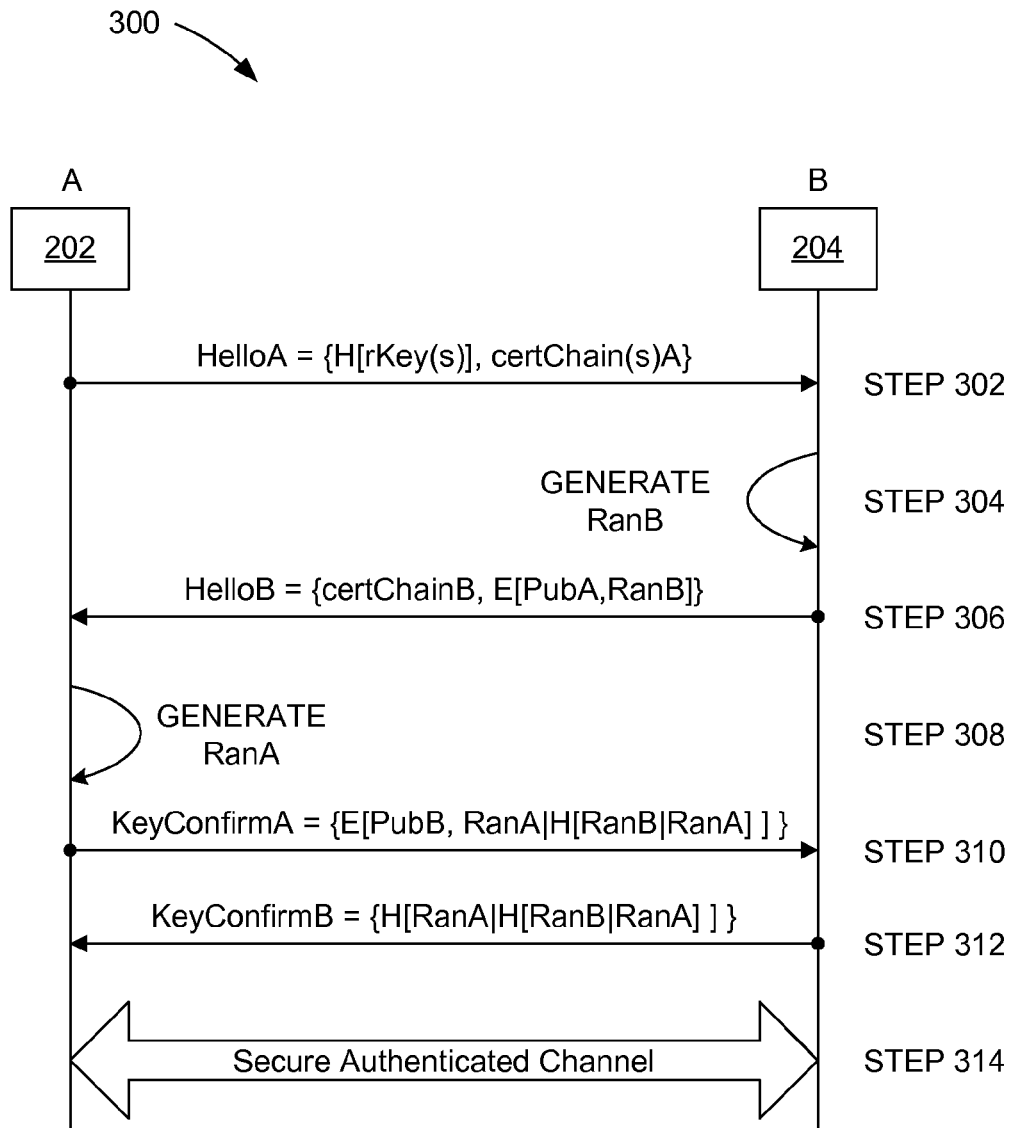 300
A
B
202
204
HelloA = {H[rKey(s)], certChain(s)A}
STEP 302
GENERATE
RanB
STEP 304
HelloB = {certChainB, E[PubA,RanB]}
STEP 306
GENERATE
RanA
STEP 308
KeyConfirmA = {E[PubB, RanA|H[RanB|RanA] ] }
STEP 310
KeyConfirmB = {H[RanA|H[RanB|RanA] ] }
STEP 312
Secure Authenticated Channel
STEP 314